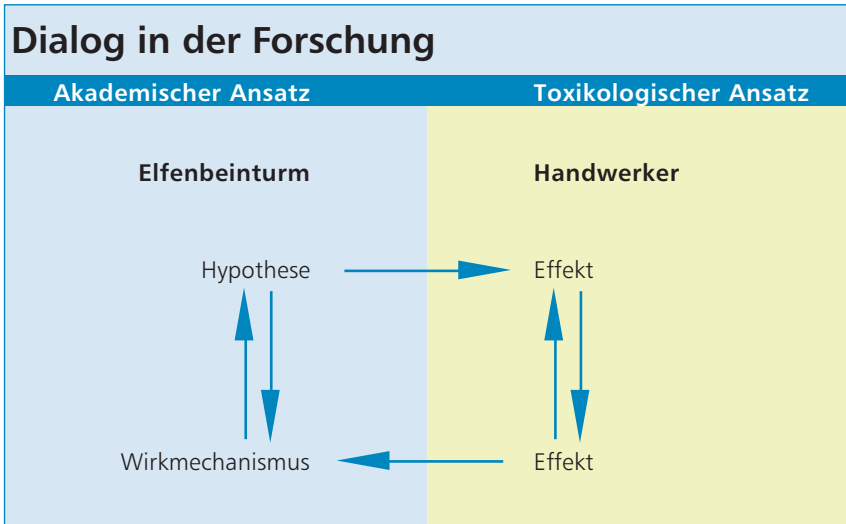 Dialog in der Forschung
Akademischer Ansatz Toxikologischer Ansatz
Elfenbeinturm Handwerker
Hypothese Effekt
Wirkmechanismus Effekt